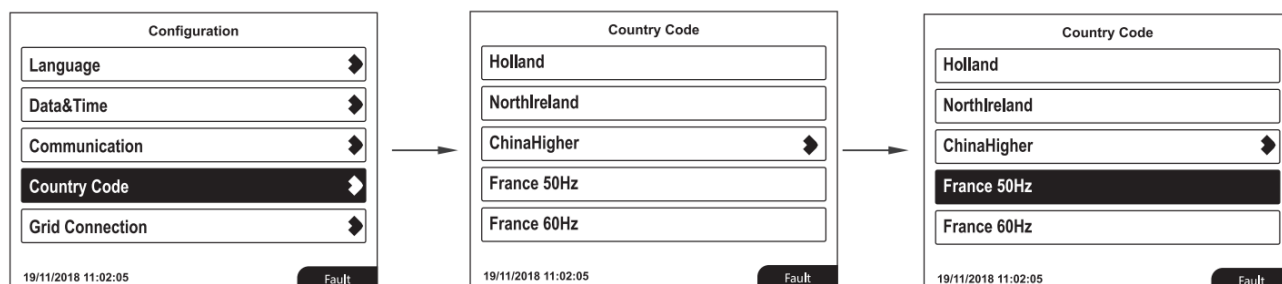 Configuration
Language
Data&Time
Communication
Country Code
Grid Connection
19/11/2018 11:02:05
Fault
Country Code
Holland
NorthIreland
ChinaHigher
France 50Hz
France 60Hz
19/11/2018 11:02:05
Fault
Country Code
Holland
NorthIreland
ChinaHigher
France 50Hz
France 60Hz
19/11/2018 11:02:05
Fault